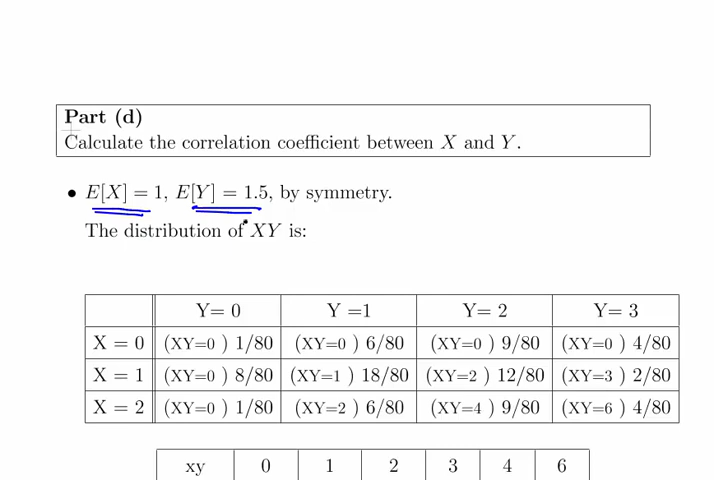 Part (d)
Calculate the correlation coefficient between X and Y.
• E[X] = 1, E[Y] = 1.5, by symmetry.
The distribution of XY is:
Y= 0 Y =1 Y= 2 Y= 3
X = 0 (XY=0 ) 1/80 (XY=0 ) 6/80 (XY=0 ) 9/80 (XY=0 ) 4/80
X = 1 (XY=0 ) 8/80 (XY=1 ) 18/80 (XY=2 ) 12/80 (XY=3 ) 2/80
X = 2 (XY=0 ) 1/80 (XY=2 ) 6/80 (XY=4 ) 9/80 (XY=6 ) 4/80
xy 0 1 2 3 4 6